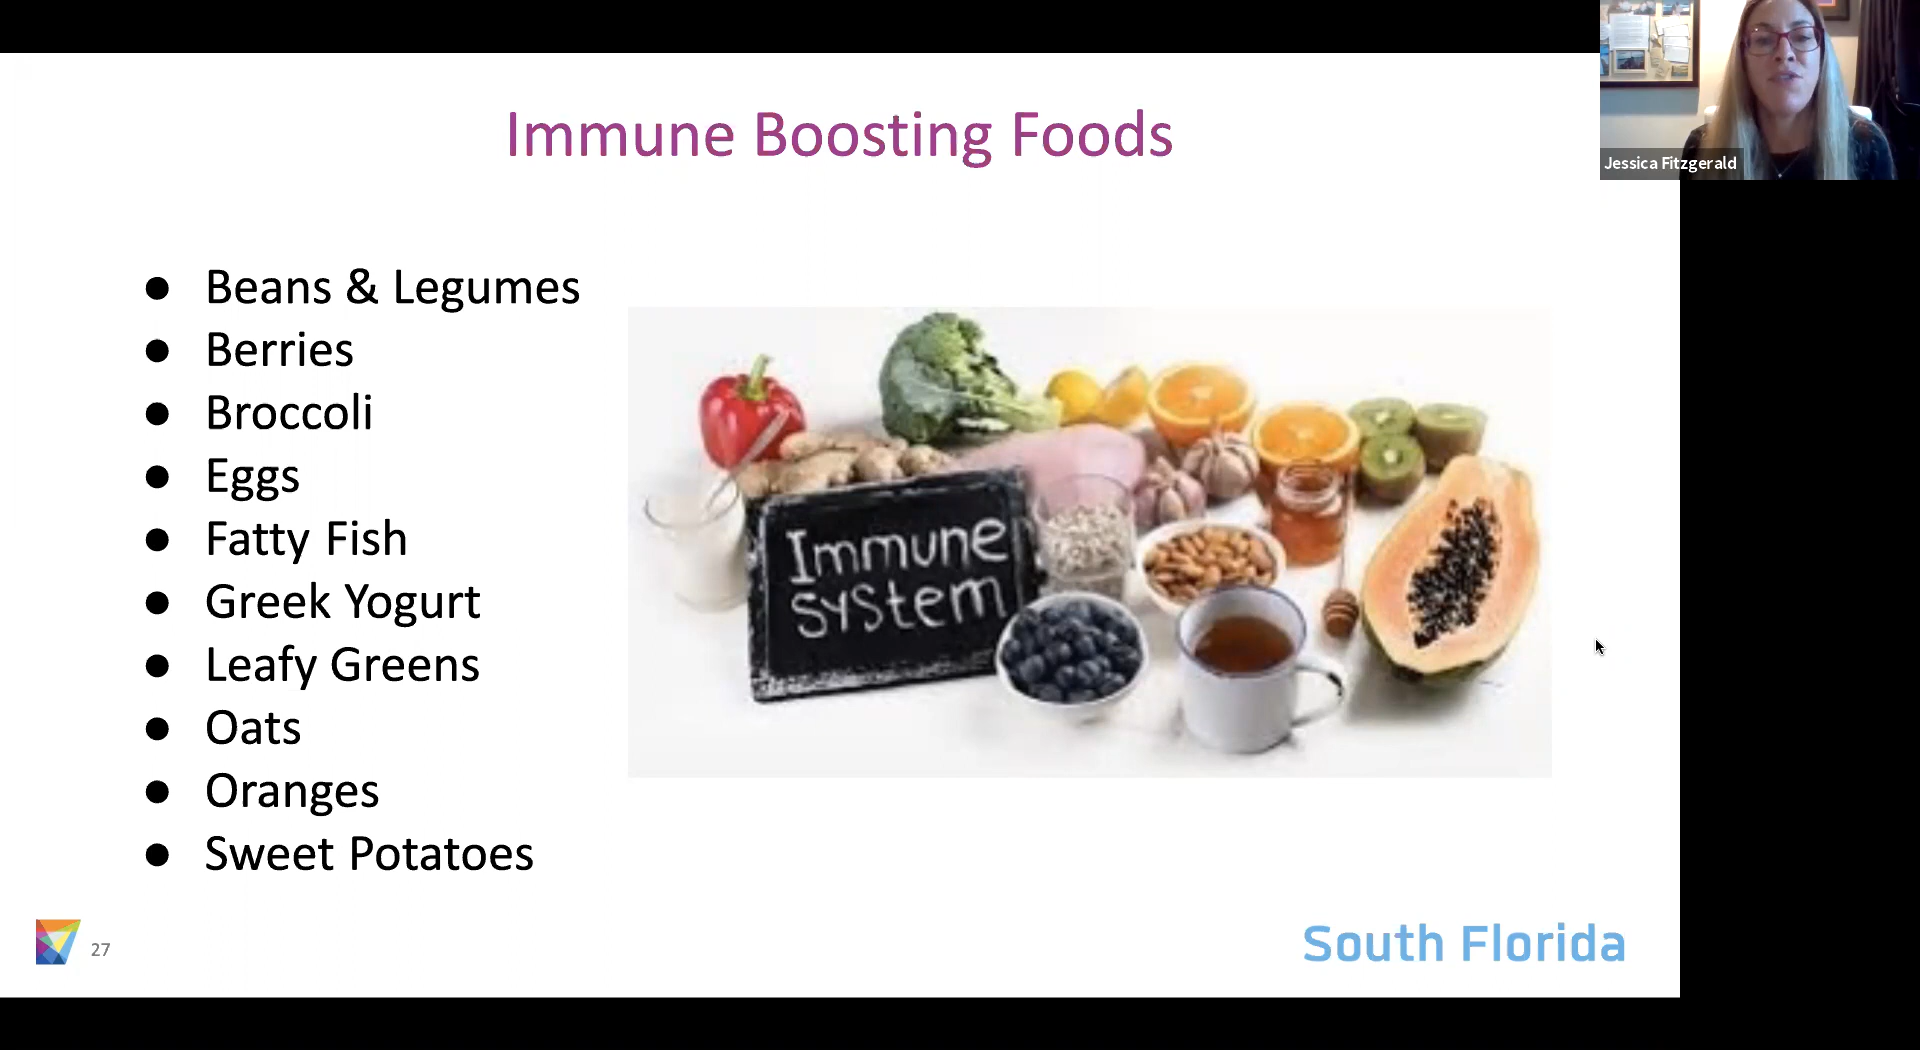 Immune Boosting Foods
Jessica Fitzgerald
● Beans & Legumes
● Berries
● Broccoli
● Eggs
● Fatty Fish
● Greek Yogurt
● Leafy Greens
● Oats
● Oranges
● Sweet Potatoes
Immune
system
27
South Florida